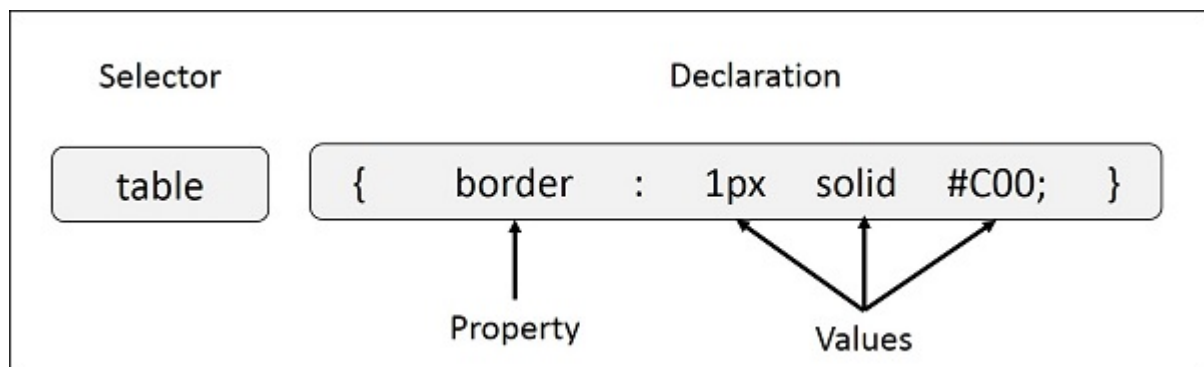 Selector Declaration
table { border : 1px solid #C00; }
Property Values